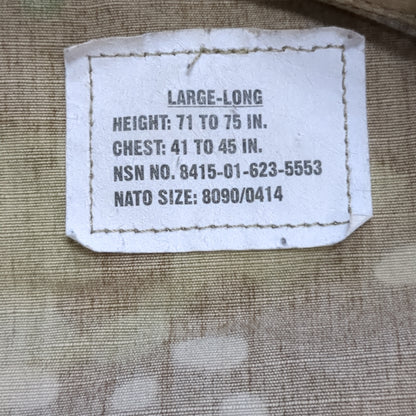 LARGE-LONG
HEIGHT: 71 TO 75 IN.
CHEST: 41 TO 45 IN.
NSN NO. 8415-01-623-5553
NATO SIZE: 8090/0414